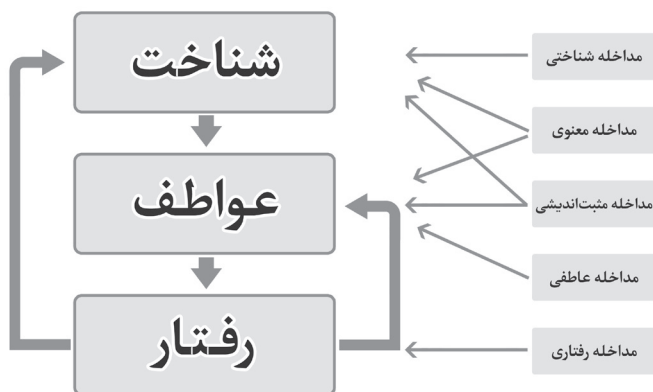 شناخت
عواطف
رفتار
مداخله شناختی
مداخله معنوی
مداخله مثبت‌اندیشی
مداخله عاطفی
مداخله رفتاری